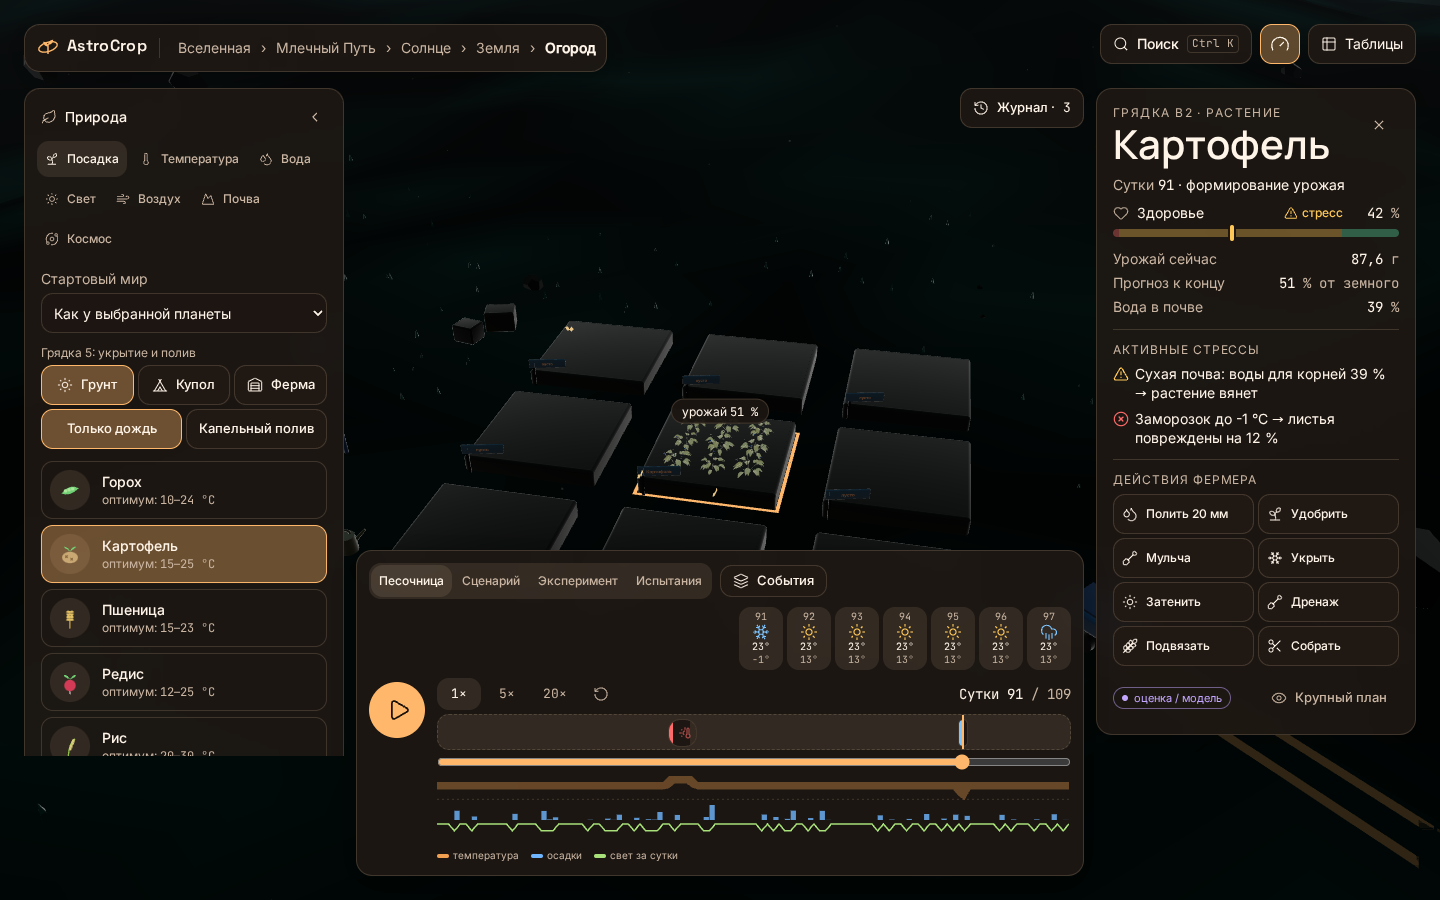 AstroCrop
Вселенная › Млечный Путь › Солнце › Земля › Огород
Поиск Ctrl K
Таблицы
Природа
Посадка Температура Вода
Свет Воздух Почва
Космос
Стартовый мир
Как у выбранной планеты
Грядка 5: укрытие и полив
Грунт Купол Ферма
Только дождь Капельный полив
Горох
оптимум: 10–24 °C
Картофель
оптимум: 15–25 °C
Пшеница
оптимум: 15–23 °C
Редис
оптимум: 12–25 °C
Рис
оптимум: 20–30 °C
Журнал · 3
урожай 51 %
Песочница Сценарий Эксперимент Испытания События
91 92 93 94 95 96 97
23° 23° 23° 23° 23° 23° 23°
-1° 13° 13° 13° 13° 13° 13°
1× 5× 20× Сутки 91 / 109
температура осадки свет за сутки
ГРЯДКА B2 · РАСТЕНИЕ
Картофель
Сутки 91 · формирование урожая
Здоровье стресс 42 %
Урожай сейчас 87,6 г
Прогноз к концу 51 % от земного
Вода в почве 39 %
АКТИВНЫЕ СТРЕССЫ
Сухая почва: воды для корней 39 %
→ растение вянет
Заморозок до -1 °C → листья
повреждены на 12 %
ДЕЙСТВИЯ ФЕРМЕРА
Полить 20 мм Удобрить
Мульча Укрыть
Затенить Дренаж
Подвязать Собрать
оценка / модель Крупный план